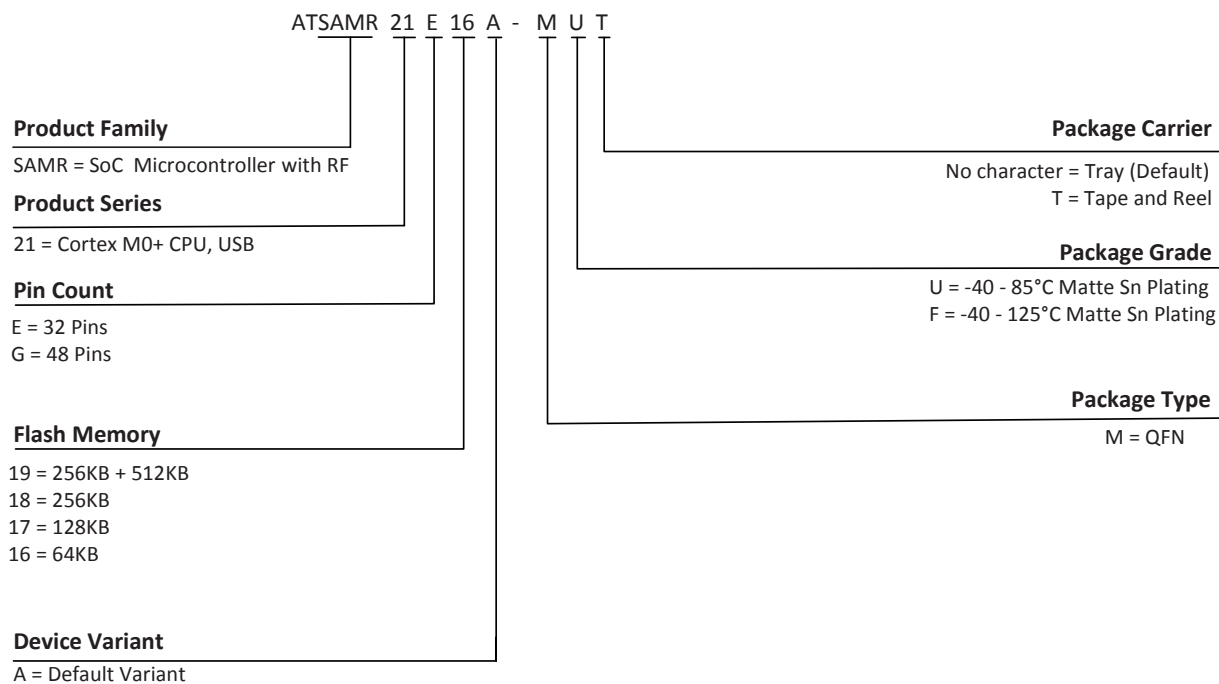 ATSAMR 21 E 16 A - M U T
Product Family
SAMR = SoC Microcontroller with RF
Product Series
21 = Cortex M0+ CPU, USB
Pin Count
E = 32 Pins
G = 48 Pins
Flash Memory
19 = 256KB + 512KB
18 = 256KB
17 = 128KB
16 = 64KB
Device Variant
A = Default Variant
Package Carrier
No character = Tray (Default)
T = Tape and Reel
Package Grade
U = -40 - 85°C Matte Sn Plating
F = -40 - 125°C Matte Sn Plating
Package Type
M = QFN